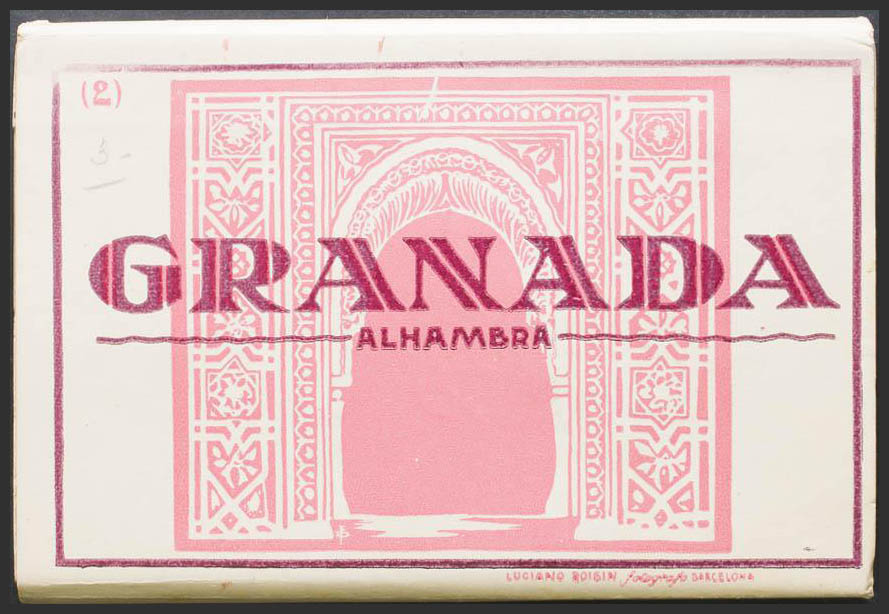 (2)
3-
GRANADA
ALHAMBRA
LUCIANO ROISIN fotografo BARCELONA